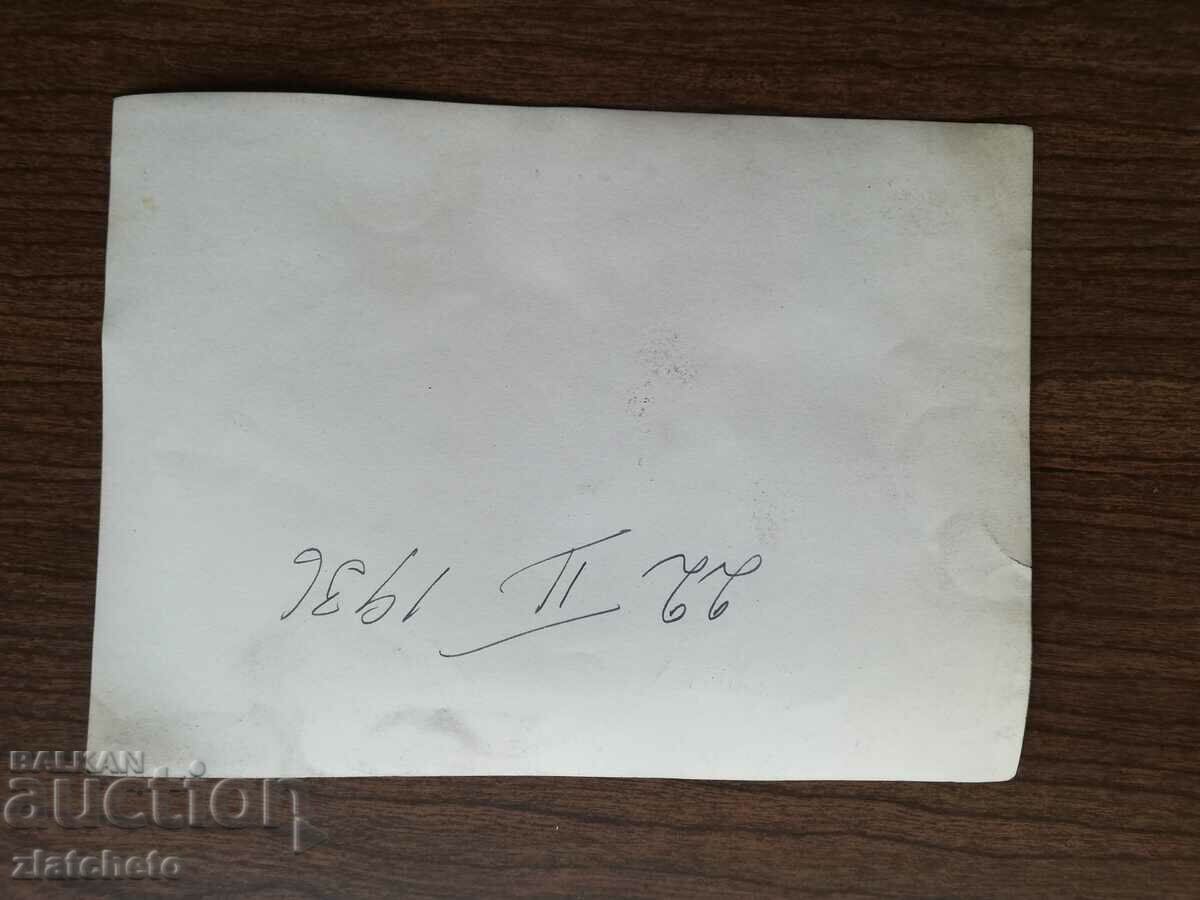 22 II 1936
BALKAN
auction
zlatcheto